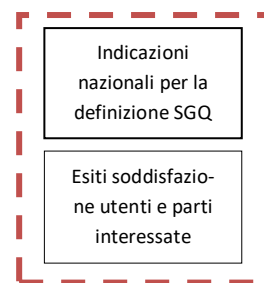 Indicazioni
nazionali per la
definizione SGQ
Esiti soddisfazio-
ne utenti e parti
interessate